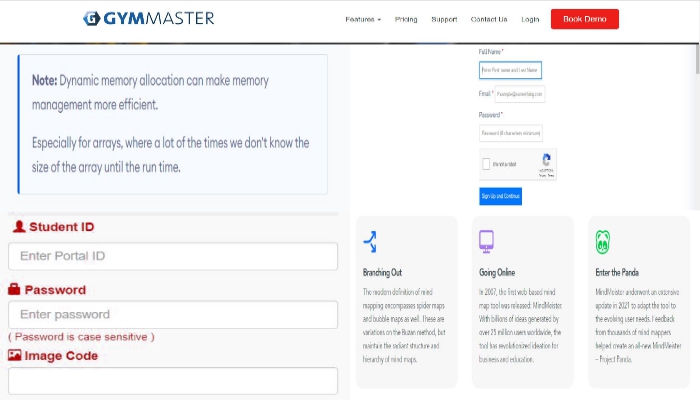 GYMMASTER
Features
Pricing
Support
Contact Us
Login
Book Demo
Note: Dynamic memory allocation can make memory
management more efficient.
Especially for arrays, where a lot of the times we don't know the
size of the array until the run time.
Full Name *
Enter First name and Last Name
Email *
Example@something.com
Password *
Password (8 characters minimum)
I'm not a robot
reCAPTCHA
Privacy - Terms
Sign Up and Continue
Student ID
Enter Portal ID
Password
Enter password
( Password is case sensitive )
Image Code
Branching Out
The modern definition of mind
mapping encompasses spider maps
and bubble maps as well. These are
variations on the Buzan method, but
maintain the radiant structure and
hierarchy of mind maps.
Going Online
In 2007, the first web-based mind
map tool was released: MindMeister.
With billions of ideas generated by
over 25 million users worldwide, the
tool has revolutionized ideation for
business and education.
Enter the Panda
MindMeister underwent an extensive
update in 2021 to adapt the tool to
the evolving user needs. Feedback
from thousands of mind mappers
helped create an all-new MindMeister
– Project Panda.